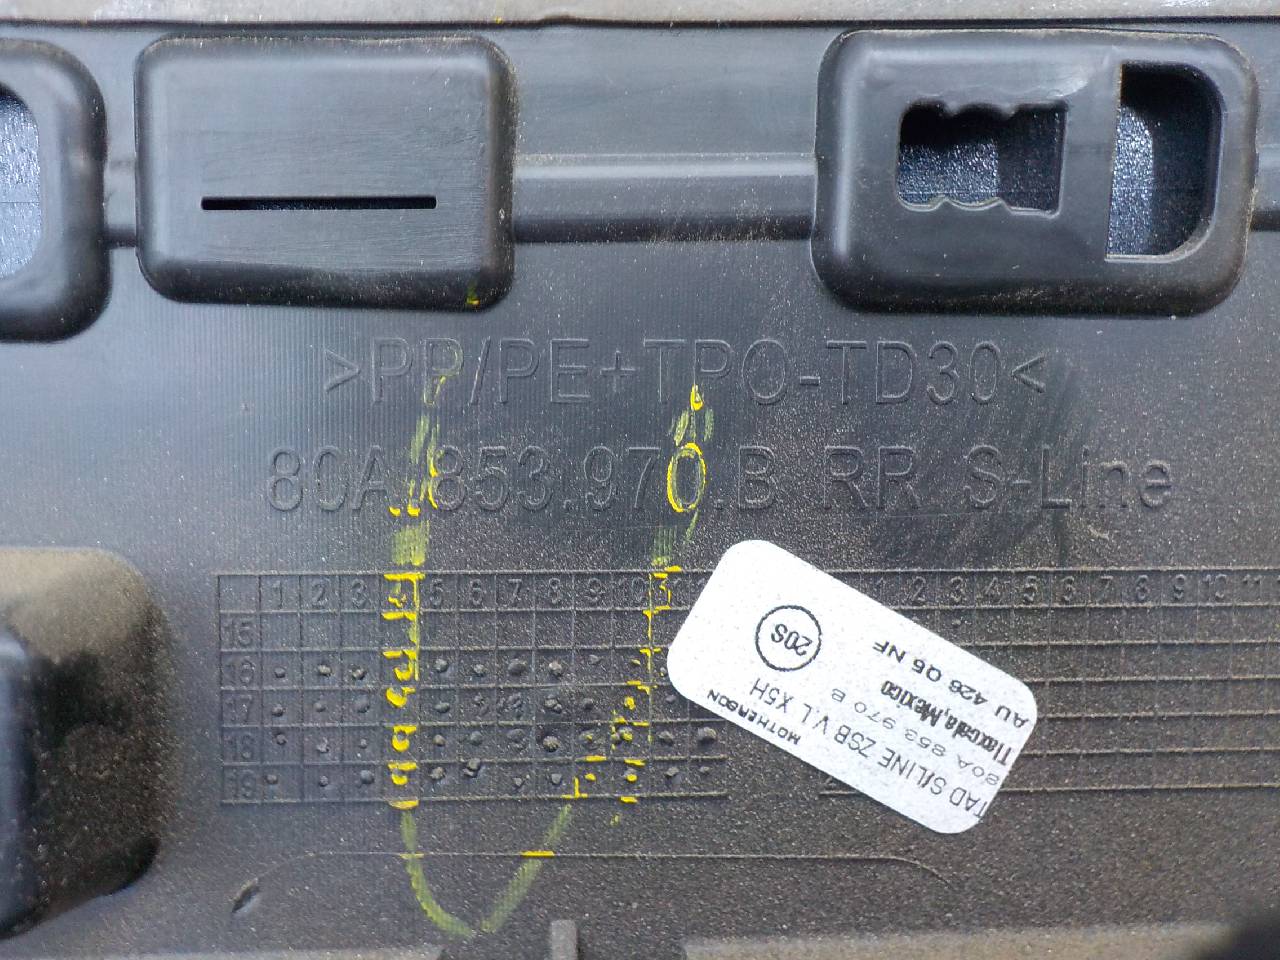 >PP/PE+TPO-TD30<
80A.853.970.B RR S-Line
1 2 3 4 5 6 7 8 9 10 11
2 3 4 5 6 7 8 9 10 11
15
16
17
18
19
TAD S/LINE ZSB V.L X5H
80A 853 970 B
Tlaxcala,Mexico
AU 426 Q5 NF
MOTHERSON
20S